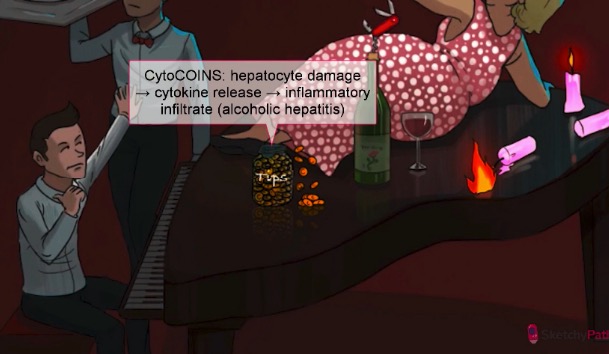 CytoCOINS: hepatocyte damage
→ cytokine release → inflammatory
infiltrate (alcoholic hepatitis)
Tips
SketchyPath